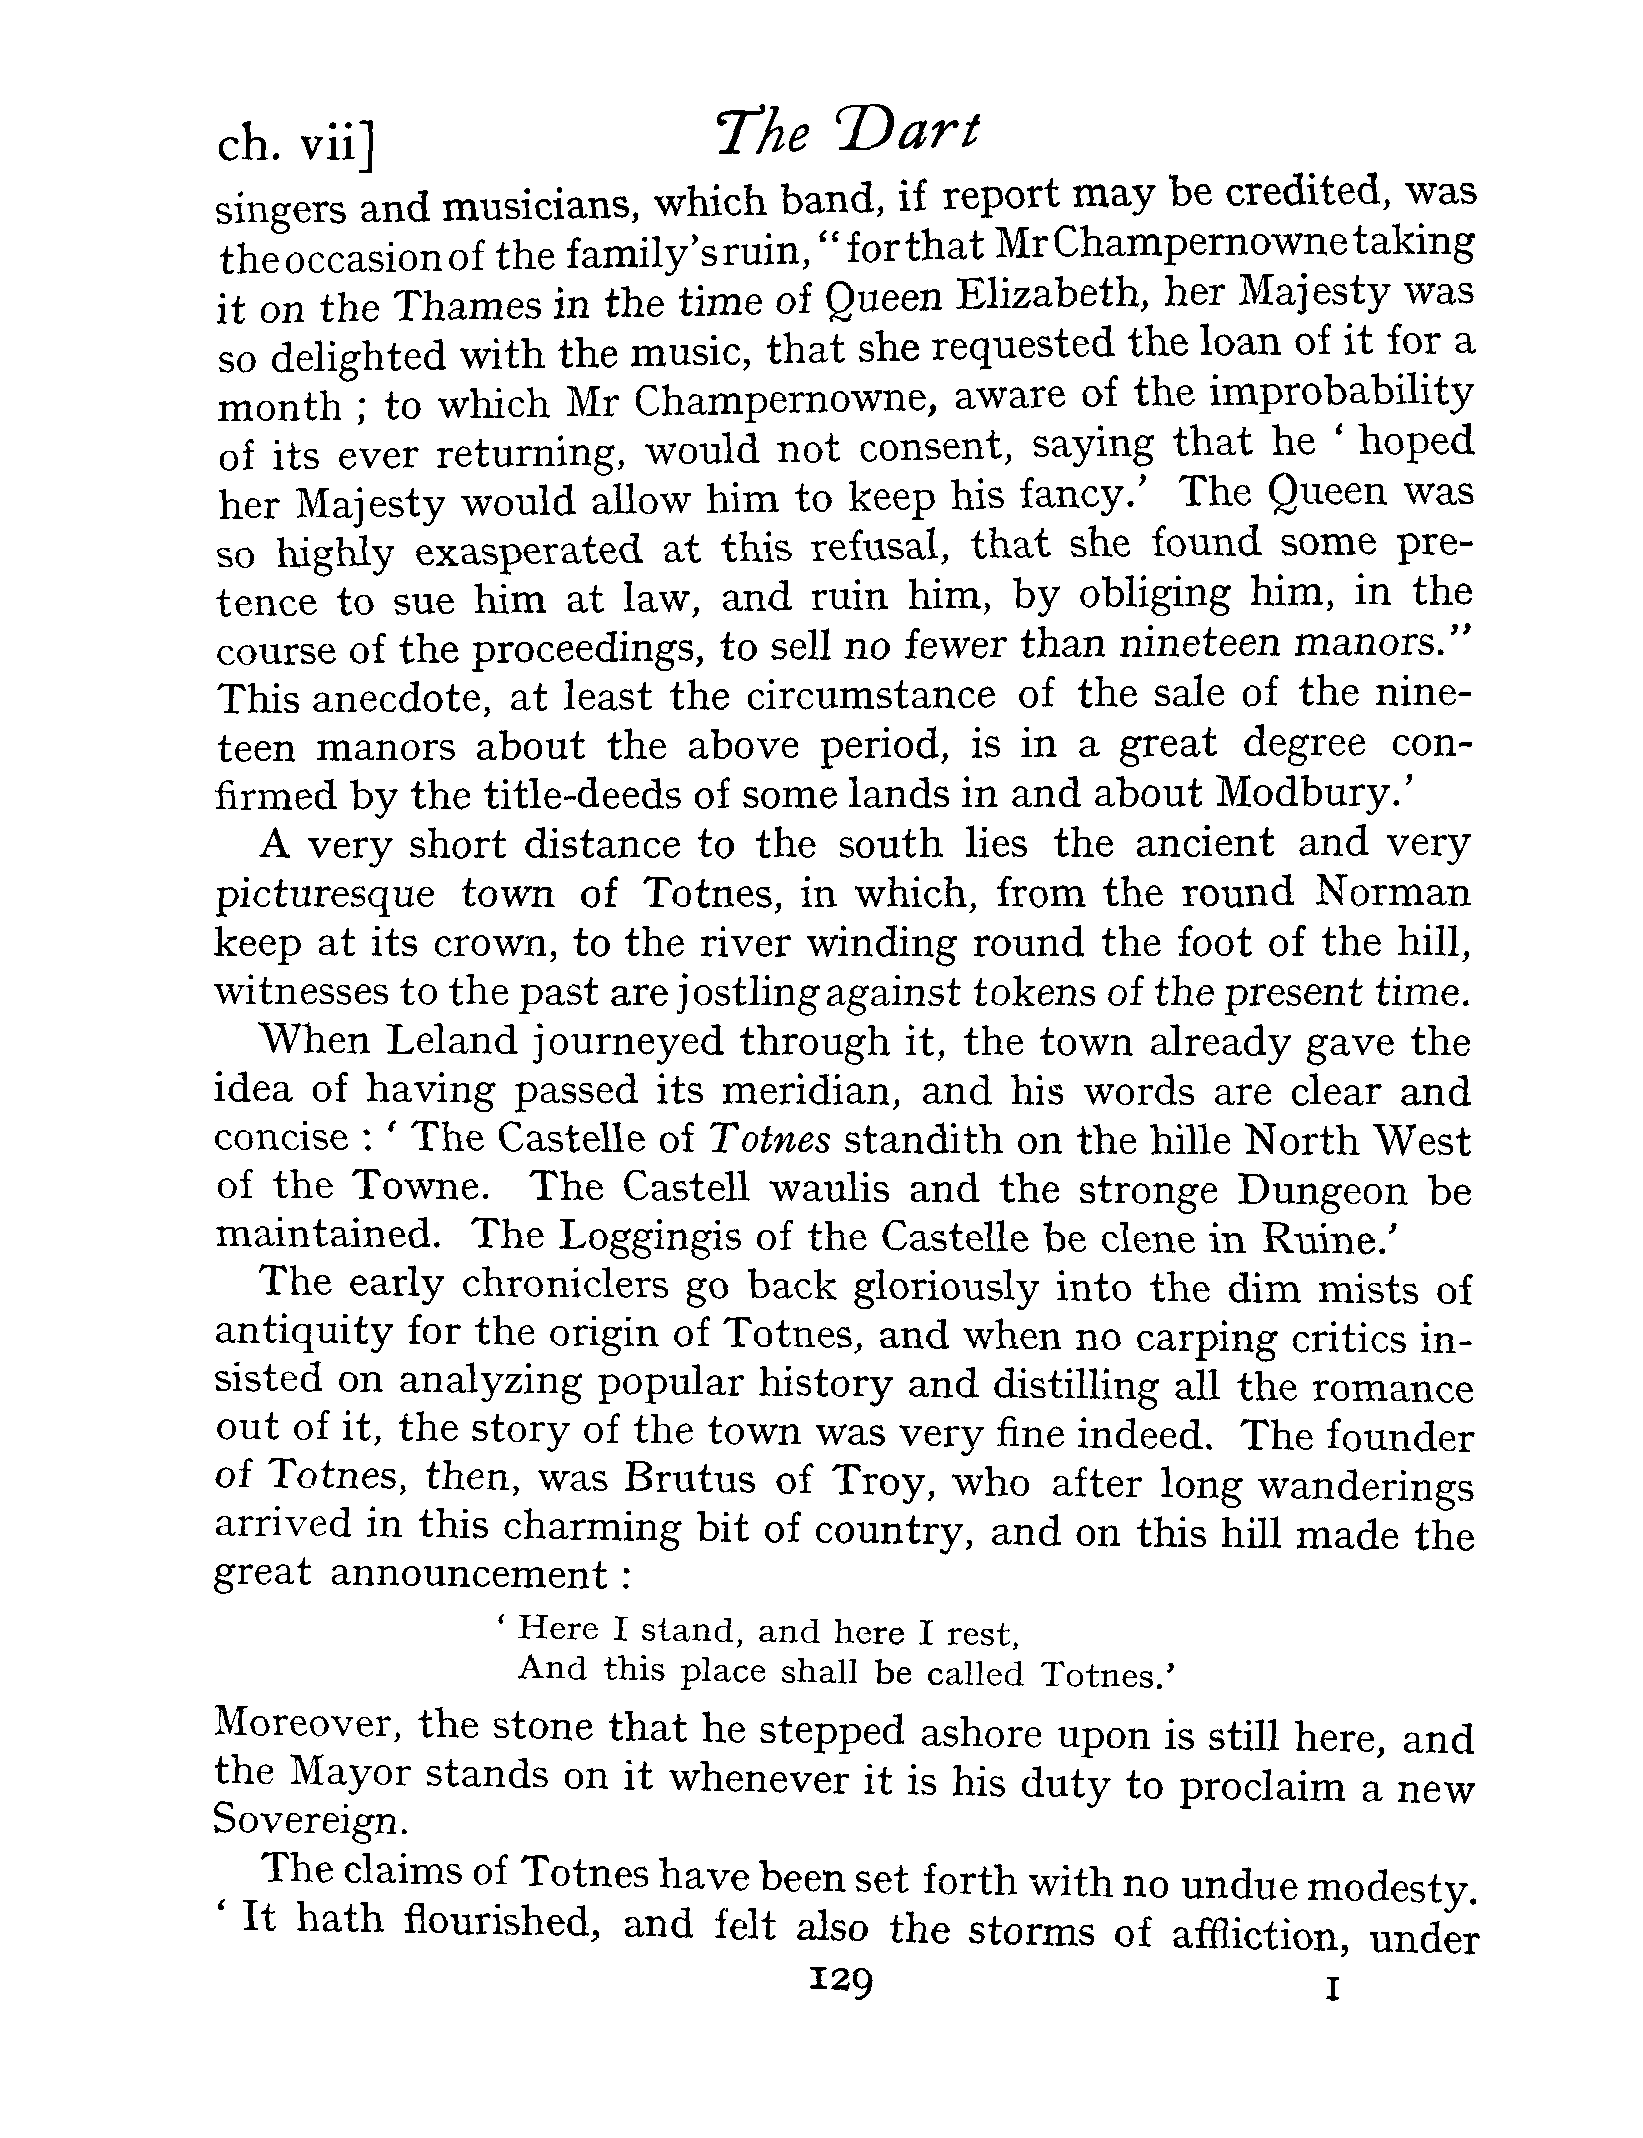 ch. vii] The Dart
singers and musicians, which band, if report may be credited, was
the occasion of the family's ruin, “ for that Mr Champernowne taking
it on the Thames in the time of Queen Elizabeth, her Majesty was
so delighted with the music, that she requested the loan of it for a
month ; to which Mr Champernowne, aware of the improbability
of its ever returning, would not consent, saying that he ‘ hoped
her Majesty would allow him to keep his fancy.’ The Queen was
so highly exasperated at this refusal, that she found some pre-
tence to sue him at law, and ruin him, by obliging him, in the
course of the proceedings, to sell no fewer than nineteen manors.”
This anecdote, at least the circumstance of the sale of the nine-
teen manors about the above period, is in a great degree con-
firmed by the title-deeds of some lands in and about Modbury.’
A very short distance to the south lies the ancient and very
picturesque town of Totnes, in which, from the round Norman
keep at its crown, to the river winding round the foot of the hill,
witnesses to the past are jostling against tokens of the present time.
When Leland journeyed through it, the town already gave the
idea of having passed its meridian, and his words are clear and
concise : ‘ The Castelle of Totnes standith on the hille North West
of the Towne. The Castell waulis and the stronge Dungeon be
maintained. The Loggingis of the Castelle be clene in Ruine.’
The early chroniclers go back gloriously into the dim mists of
antiquity for the origin of Totnes, and when no carping critics in-
sisted on analyzing popular history and distilling all the romance
out of it, the story of the town was very fine indeed. The founder
of Totnes, then, was Brutus of Troy, who after long wanderings
arrived in this charming bit of country, and on this hill made the
great announcement :
‘ Here I stand, and here I rest,
And this place shall be called Totnes.’
Moreover, the stone that he stepped ashore upon is still here, and
the Mayor stands on it whenever it is his duty to proclaim a new
Sovereign.
The claims of Totnes have been set forth with no undue modesty.
‘ It hath flourished, and felt also the storms of affliction, under
129 I